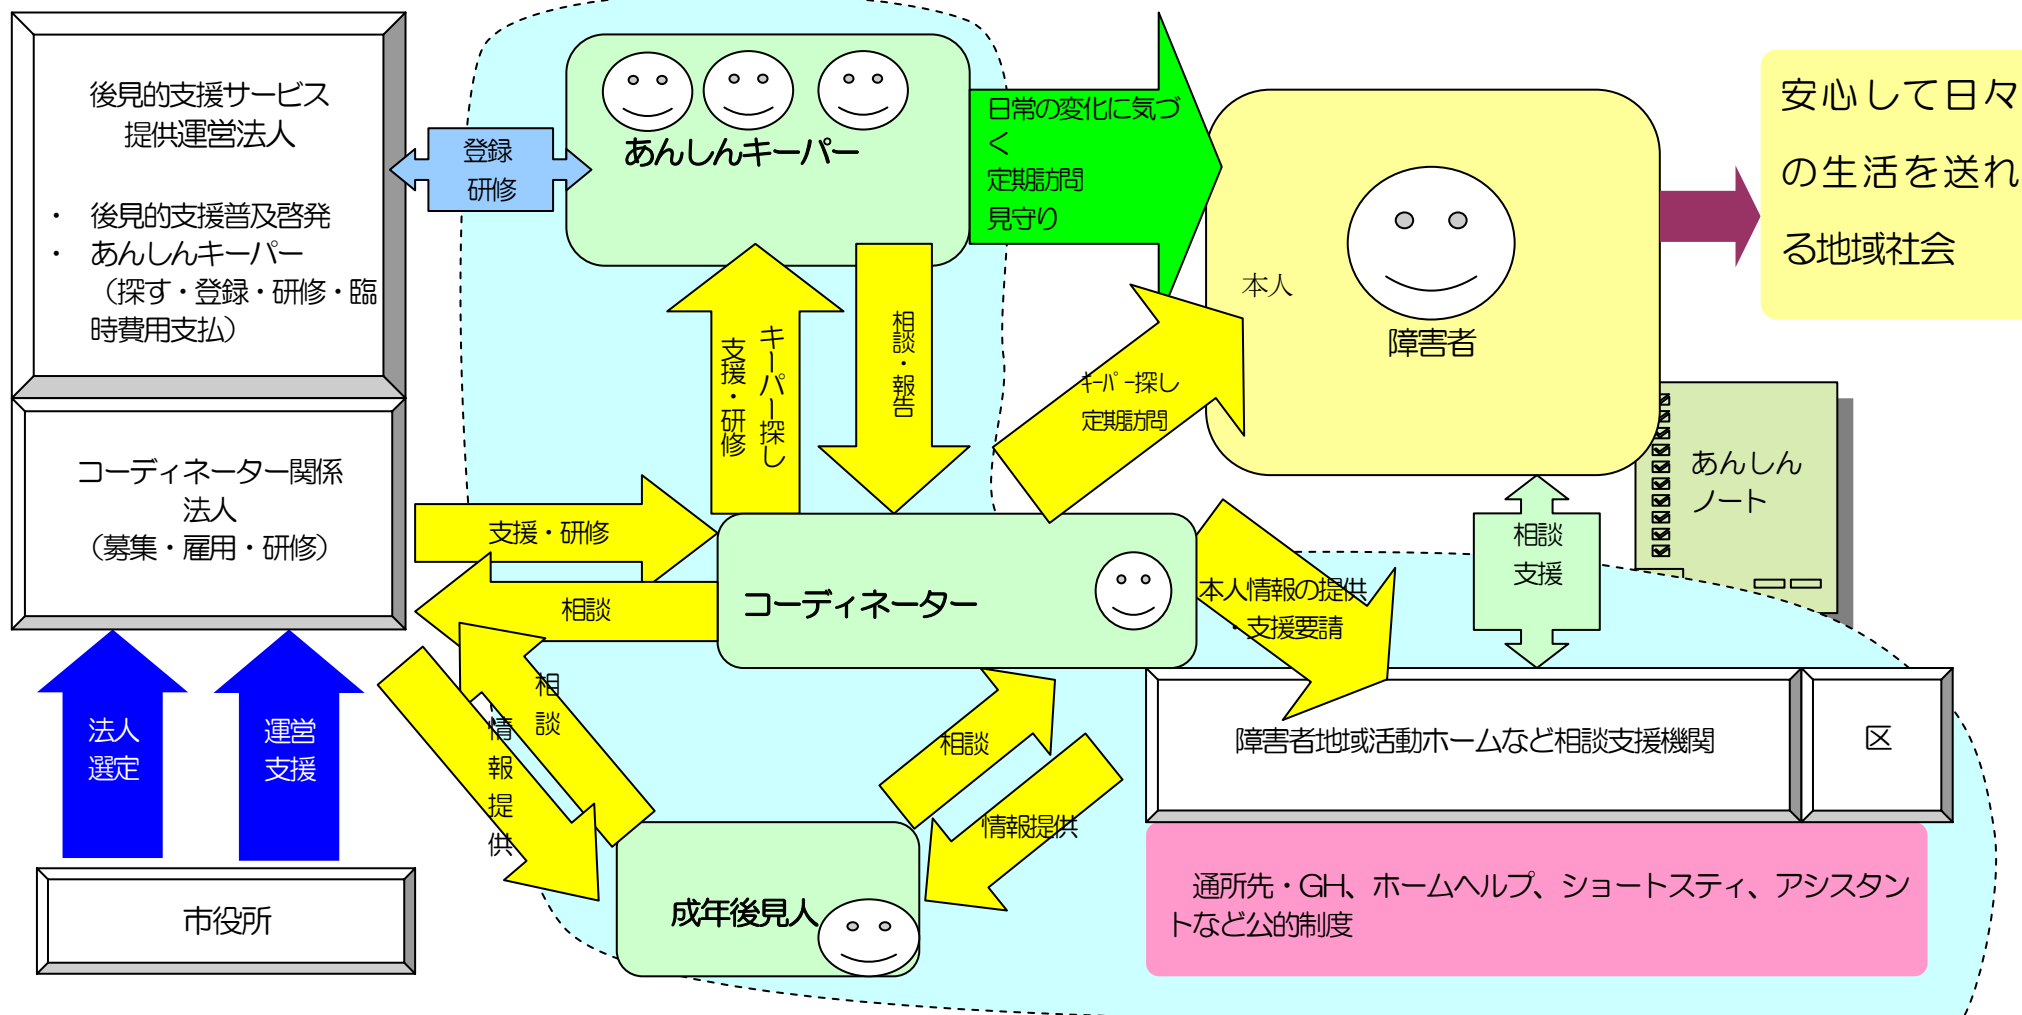 後見的支援サービス
提供運営法人
・ 後見的支援普及啓発
・ あんしんキーパー
（探す・登録・研修・臨
時費用支払）
コーディネーター関係
法人
（募集・雇用・研修）
法人
選定
運営
支援
市役所
登録
研修
あんしんキーパー
日常の変化に気づ
く
定期訪問
見守り
本人
障害者
安心して日々
の生活を送れ
る地域社会
キーパー探し
支援・研修
相談・報告
ｷｰﾊﾟｰ探し
定期訪問
あんしん
ノート
相談
支援
支援・研修
相談
コーディネーター
本人情報の提供
・支援要請
相談
情報提供
相談
情報提供
成年後見人
障害者地域活動ホームなど相談支援機関
区
通所先・GH、ホームヘルプ、ショートスティ、アシスタン
トなど公的制度